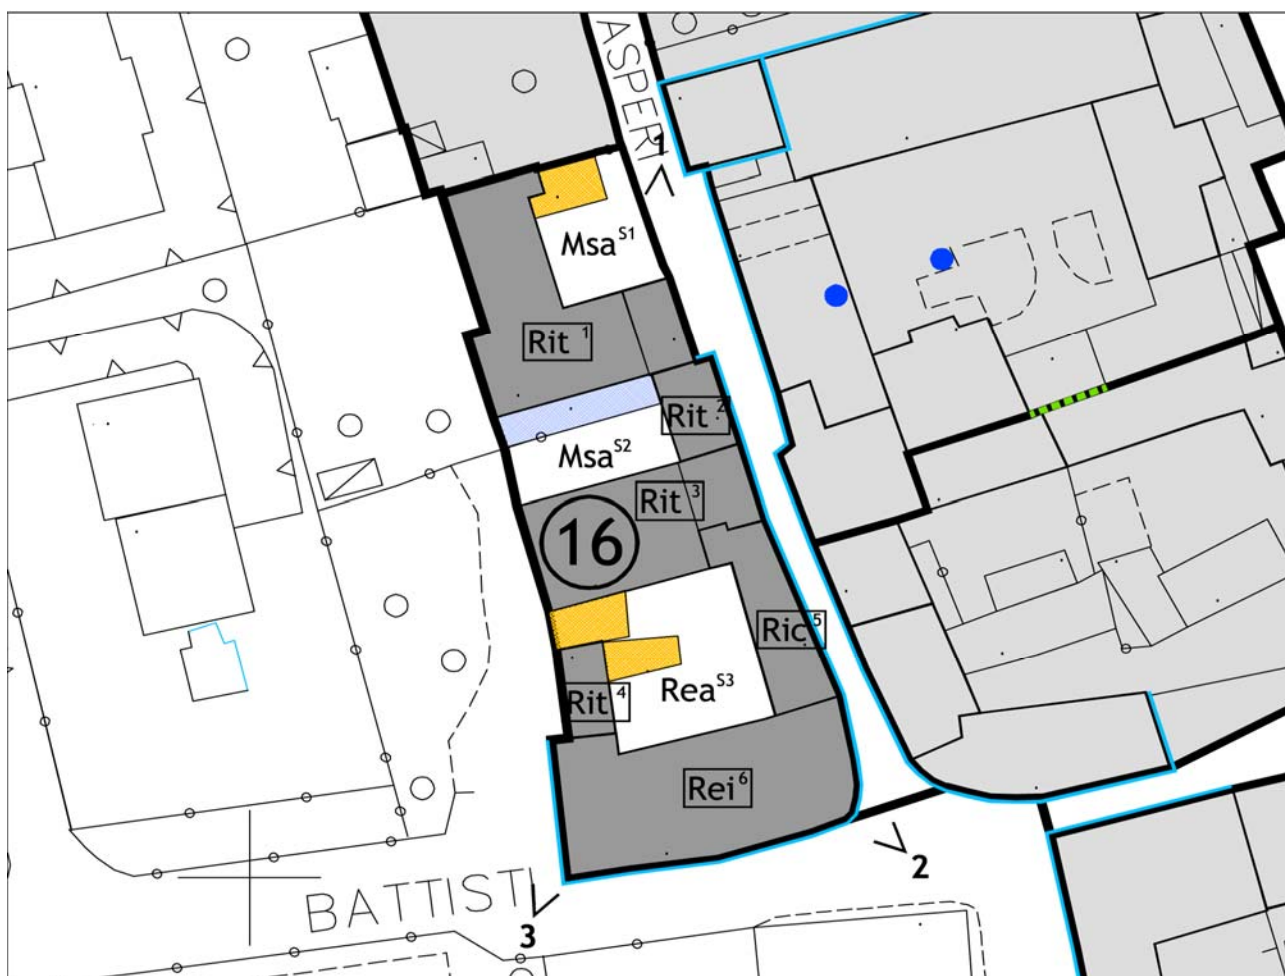 ASPERI
1
Msa S1
Rit 1
Rit 2
Msa S2
Rit 3
16
Ric 5
Rea S3
Rit 4
Rei 6
2
BATTISTI
3